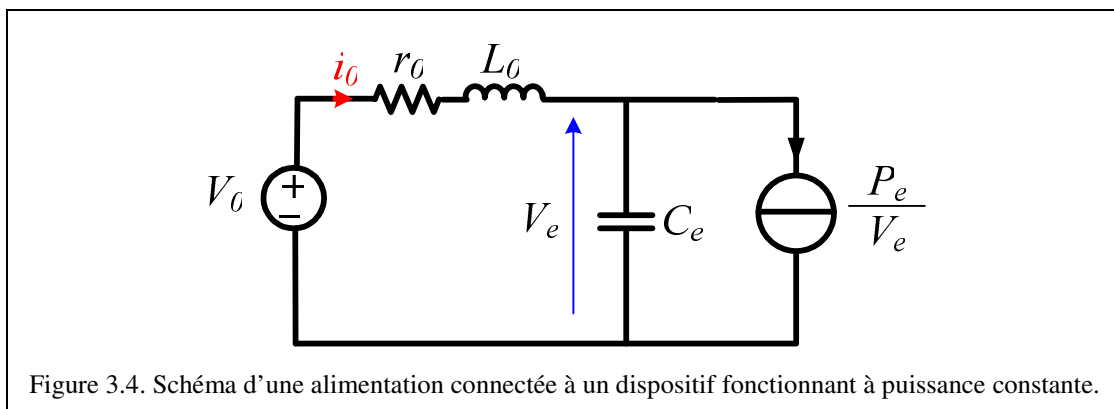 i₀
r₀
L₀
V₀
+
−
Vₑ
Cₑ
Pₑ
Vₑ
Figure 3.4. Schéma d’une alimentation connectée à un dispositif fonctionnant à puissance constante.